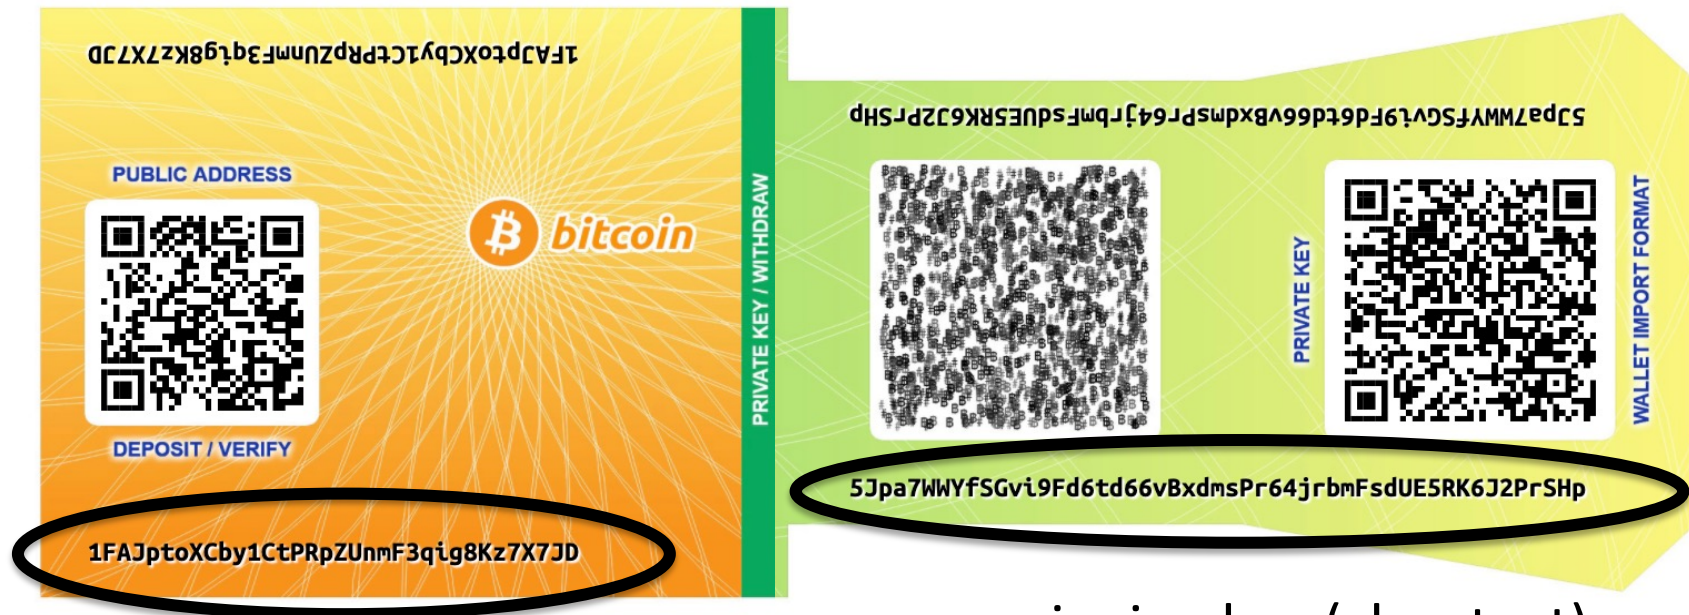 1FAJptoXCby1CtPRpZUnmF3qig8Kz7X7JD
PUBLIC ADDRESS
bitcoin
DEPOSIT / VERIFY
1FAJptoXCby1CtPRpZUnmF3qig8Kz7X7JD
PRIVATE KEY / WITHDRAW
5Jpa7WWYfSGvi9Fd6td66vBxdmsPr64jrbmFsdUE5RK6J2PrSHp
PRIVATE KEY
WALLET IMPORT FORMAT
5Jpa7WWYfSGvi9Fd6td66vBxdmsPr64jrbmFsdUE5RK6J2PrSHp